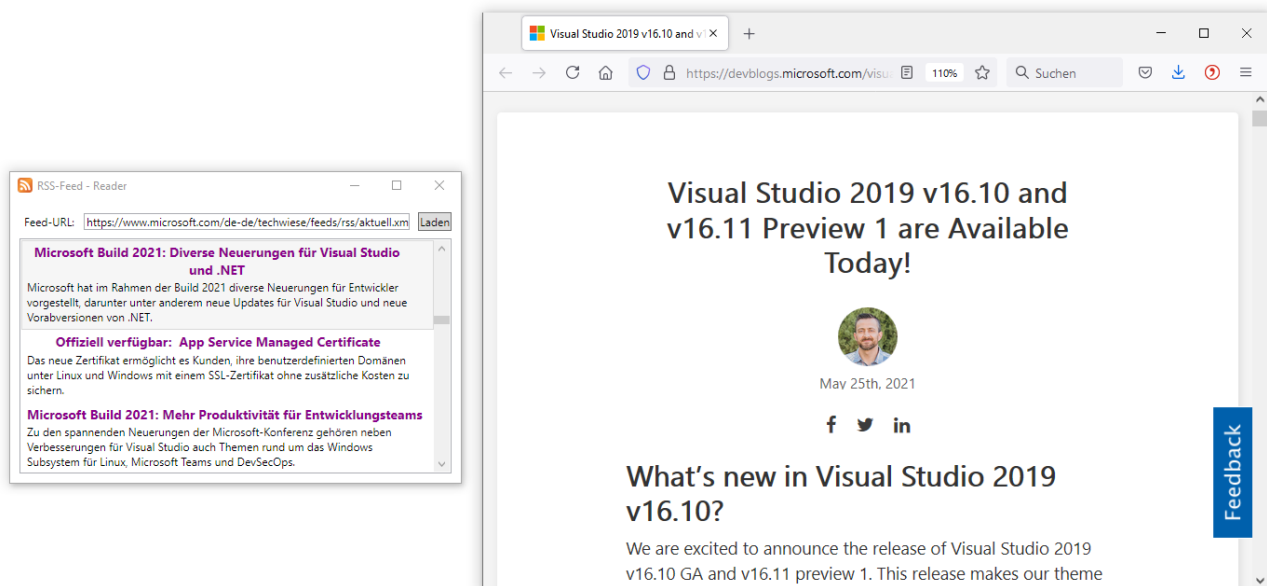 RSS-Feed - Reader
Feed-URL: https://www.microsoft.com/de-de/techwiese/feeds/rss/aktuell.xm Laden
Microsoft Build 2021: Diverse Neuerungen für Visual Studio
und .NET
Microsoft hat im Rahmen der Build 2021 diverse Neuerungen für Entwickler
vorgestellt, darunter unter anderem neue Updates für Visual Studio und neue
Vorabversionen von .NET.
Offiziell verfügbar:  App Service Managed Certificate
Das neue Zertifikat ermöglicht es Kunden, ihre benutzerdefinierten Domänen
unter Linux und Windows mit einem SSL-Zertifikat ohne zusätzliche Kosten zu
sichern.
Microsoft Build 2021: Mehr Produktivität für Entwicklungsteams
Zu den spannenden Neuerungen der Microsoft-Konferenz gehören neben
Verbesserungen für Visual Studio auch Themen rund um das Windows
Subsystem für Linux, Microsoft Teams und DevSecOps.
Visual Studio 2019 v16.10 and v
https://devblogs.microsoft.com/visu 110% Suchen
Visual Studio 2019 v16.10 and
v16.11 Preview 1 are Available
Today!
May 25th, 2021
What's new in Visual Studio 2019
v16.10?
We are excited to announce the release of Visual Studio 2019
v16.10 GA and v16.11 preview 1. This release makes our theme
Feedback